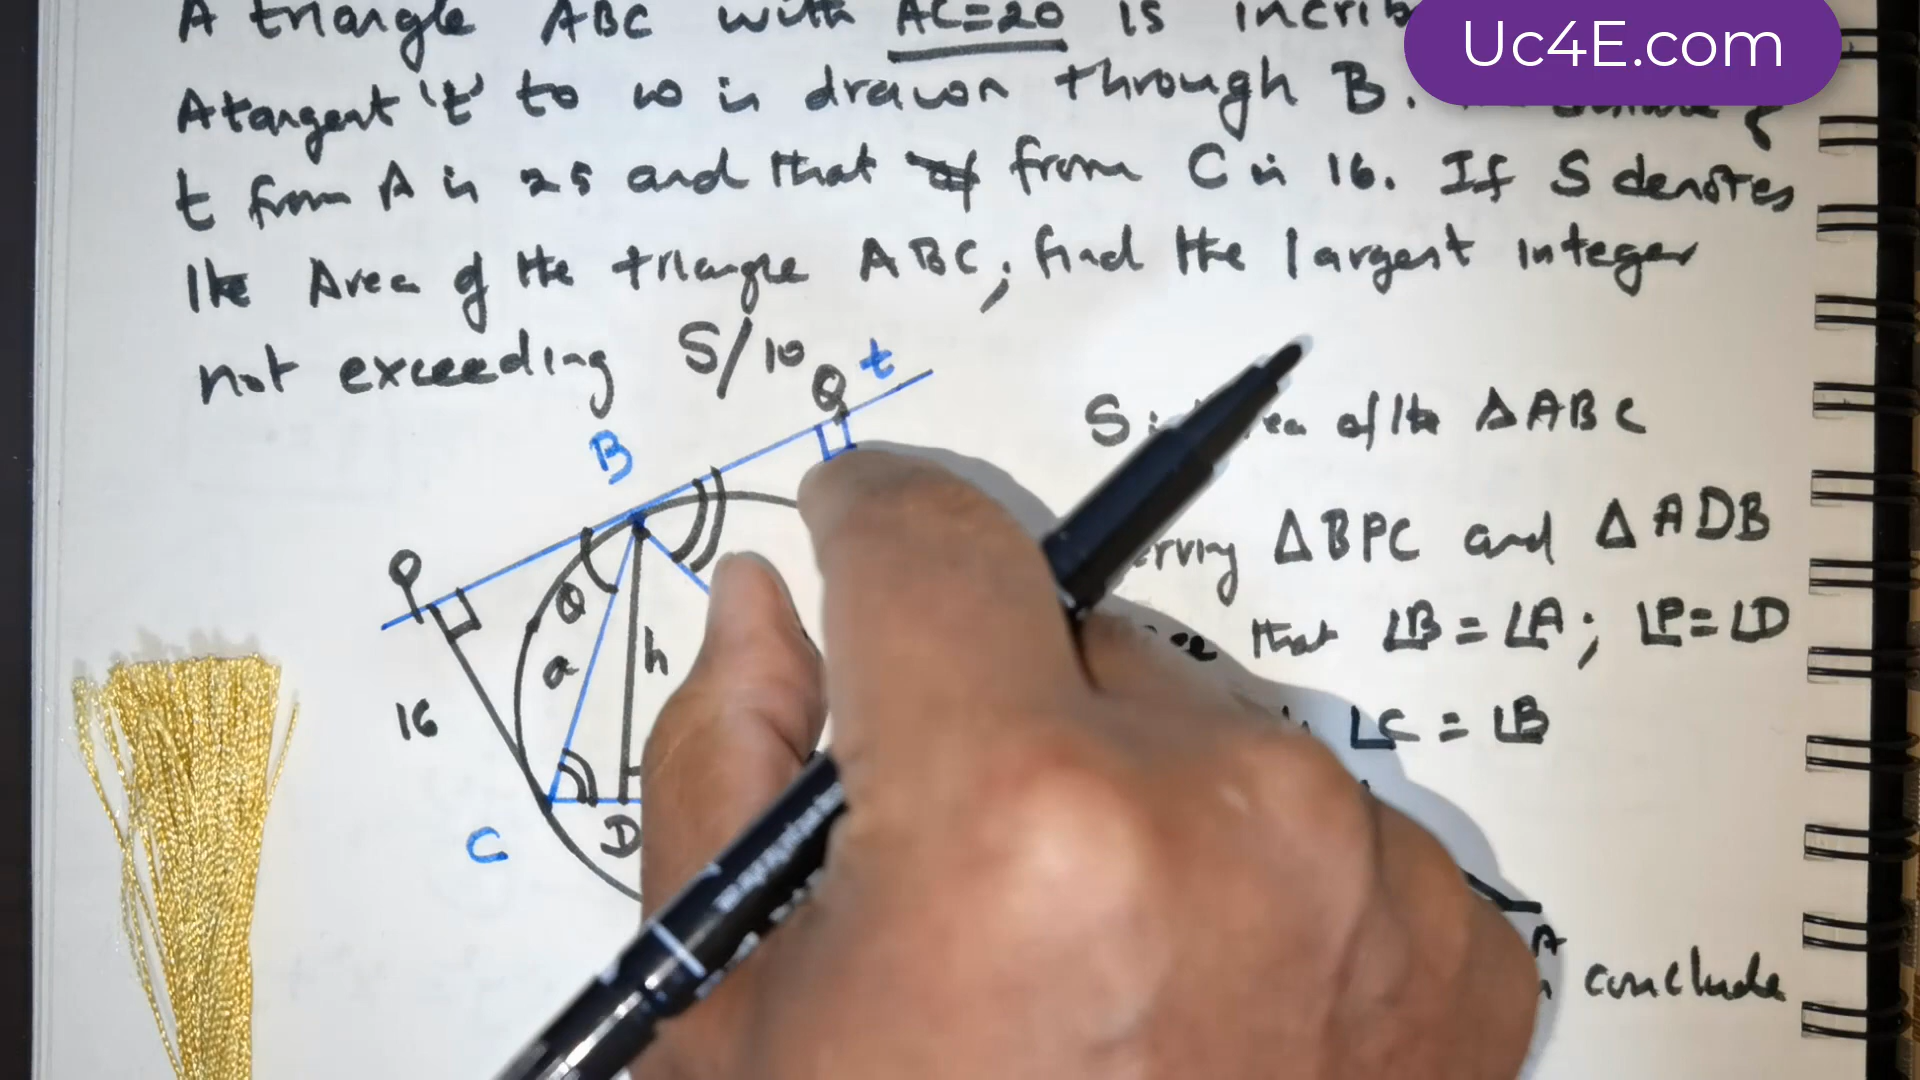 A triangle ABC with AC=20 is
Uc4E.com
A tangent 't' to w is drawn through B.
t from A is 25 and that from C is 16. If S denotes
the Area of the triangle ABC; find the largest integer
not exceeding S/10
Q t
B
S Area of the ΔABC
P
ΔBPC and ΔADB
θ
a h
that ∠B = ∠A; ∠P = ∠D
16
∠C = ∠B
C D
A
conclude